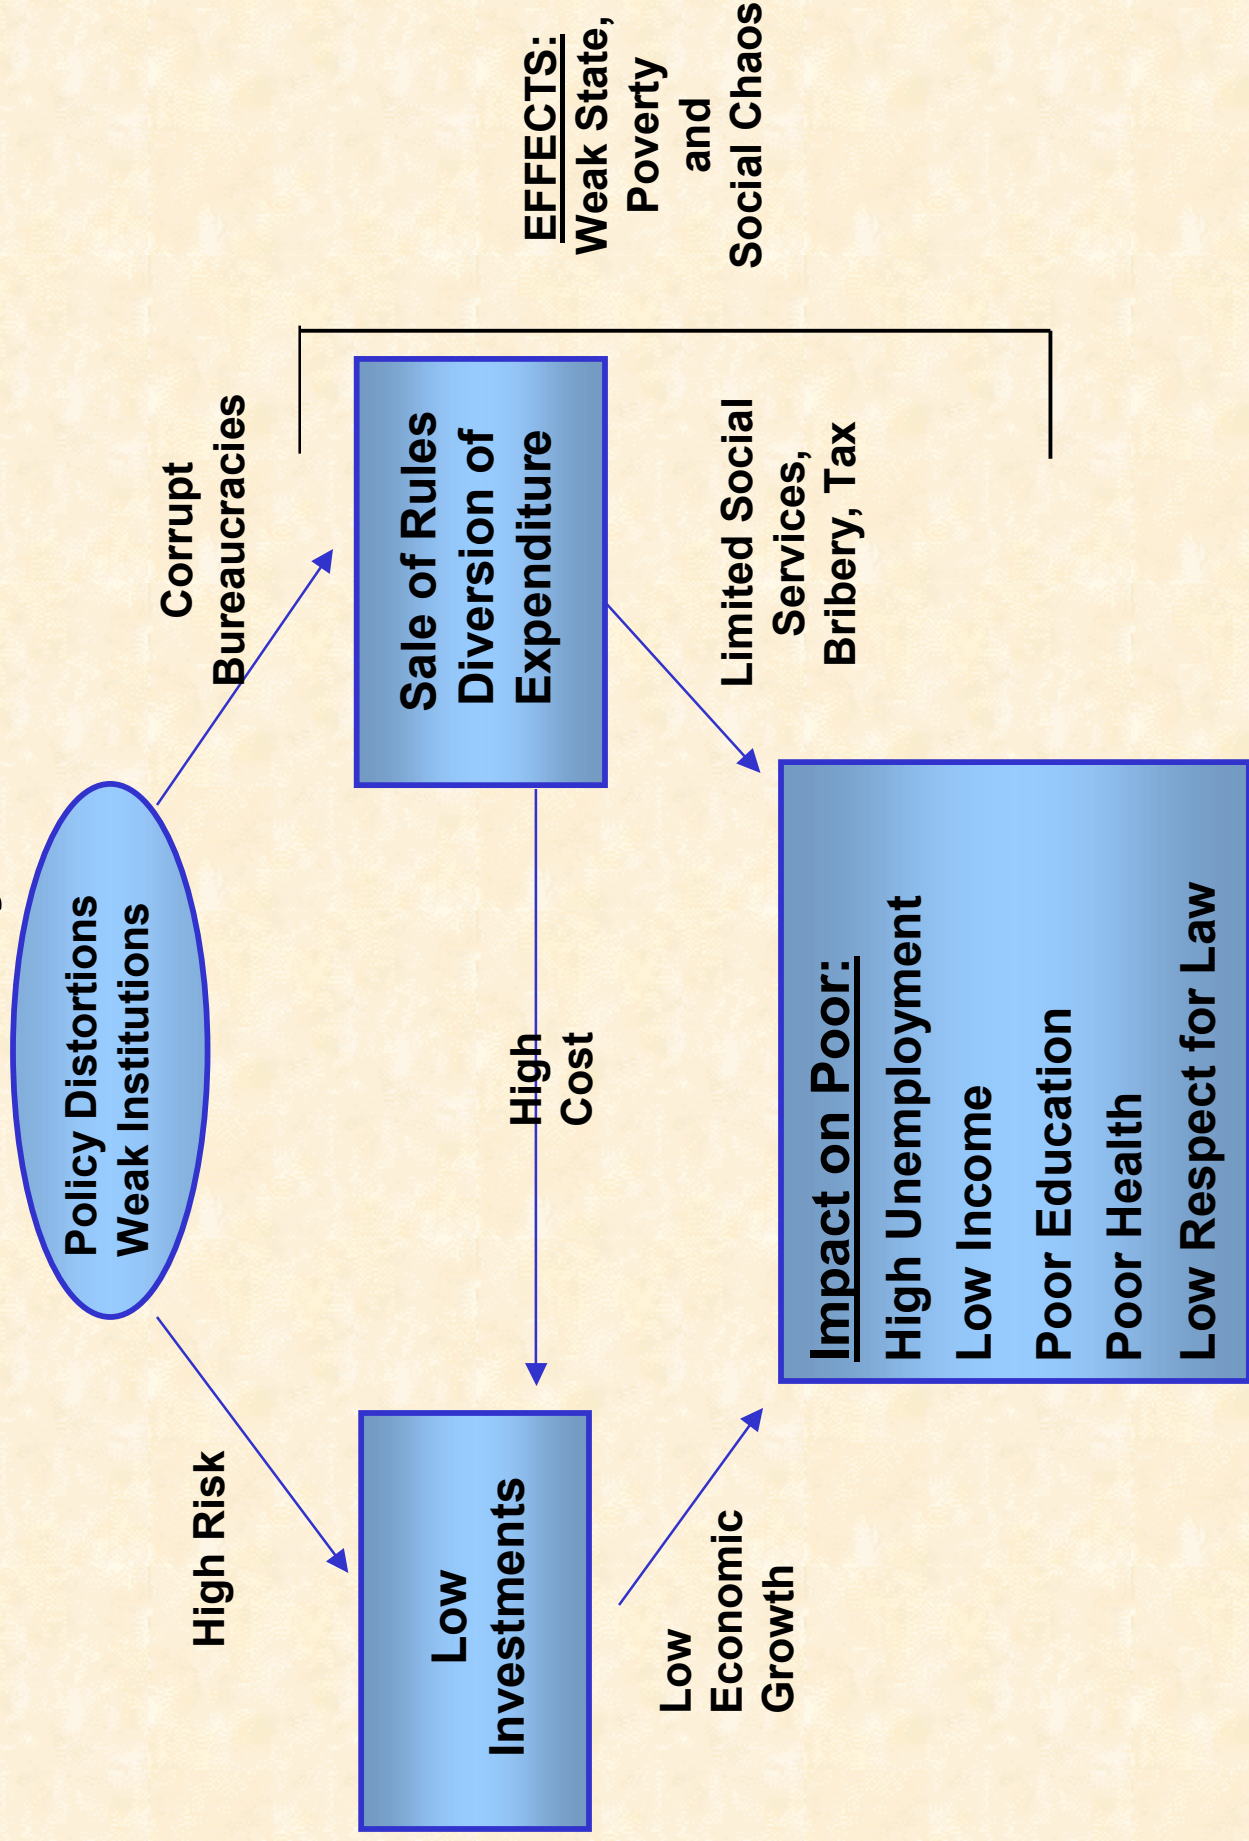 Policy Distortions
Weak Institutions
High Risk
Corrupt
Bureaucracies
Low
Investments
High
Cost
Sale of Rules
Diversion of
Expenditure
EFFECTS:
Weak State,
Poverty
and
Social Chaos
Low
Economic
Growth
Limited Social
Services,
Bribery, Tax
Impact on Poor:
High Unemployment
Low Income
Poor Education
Poor Health
Low Respect for Law